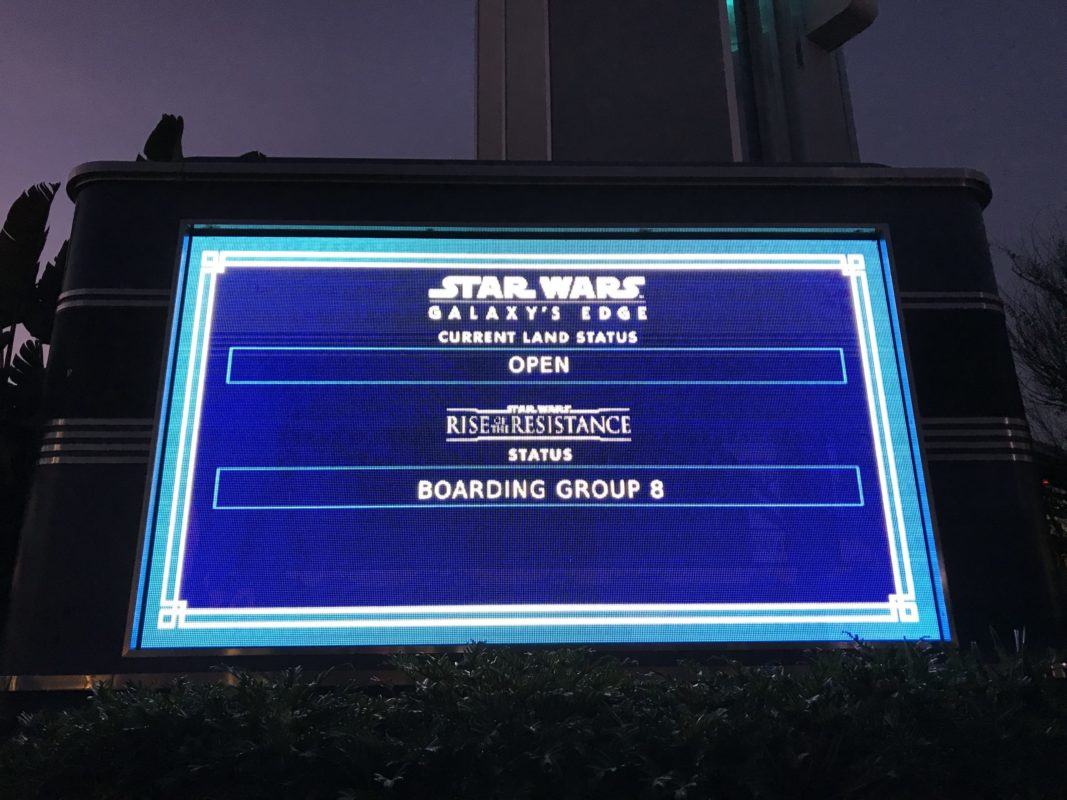 STAR WARS
GALAXY'S EDGE
CURRENT LAND STATUS
OPEN
STAR WARS
RISE OF THE RESISTANCE
STATUS
BOARDING GROUP 8